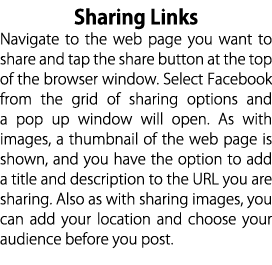 Sharing Links
Navigate to the web page you want to
share and tap the share button at the top
of the browser window. Select Facebook
from the grid of sharing options and
a pop up window will open. As with
images, a thumbnail of the web page is
shown, and you have the option to add
a title and description to the URL you are
sharing. Also as with sharing images, you
can add your location and choose your
audience before you post.